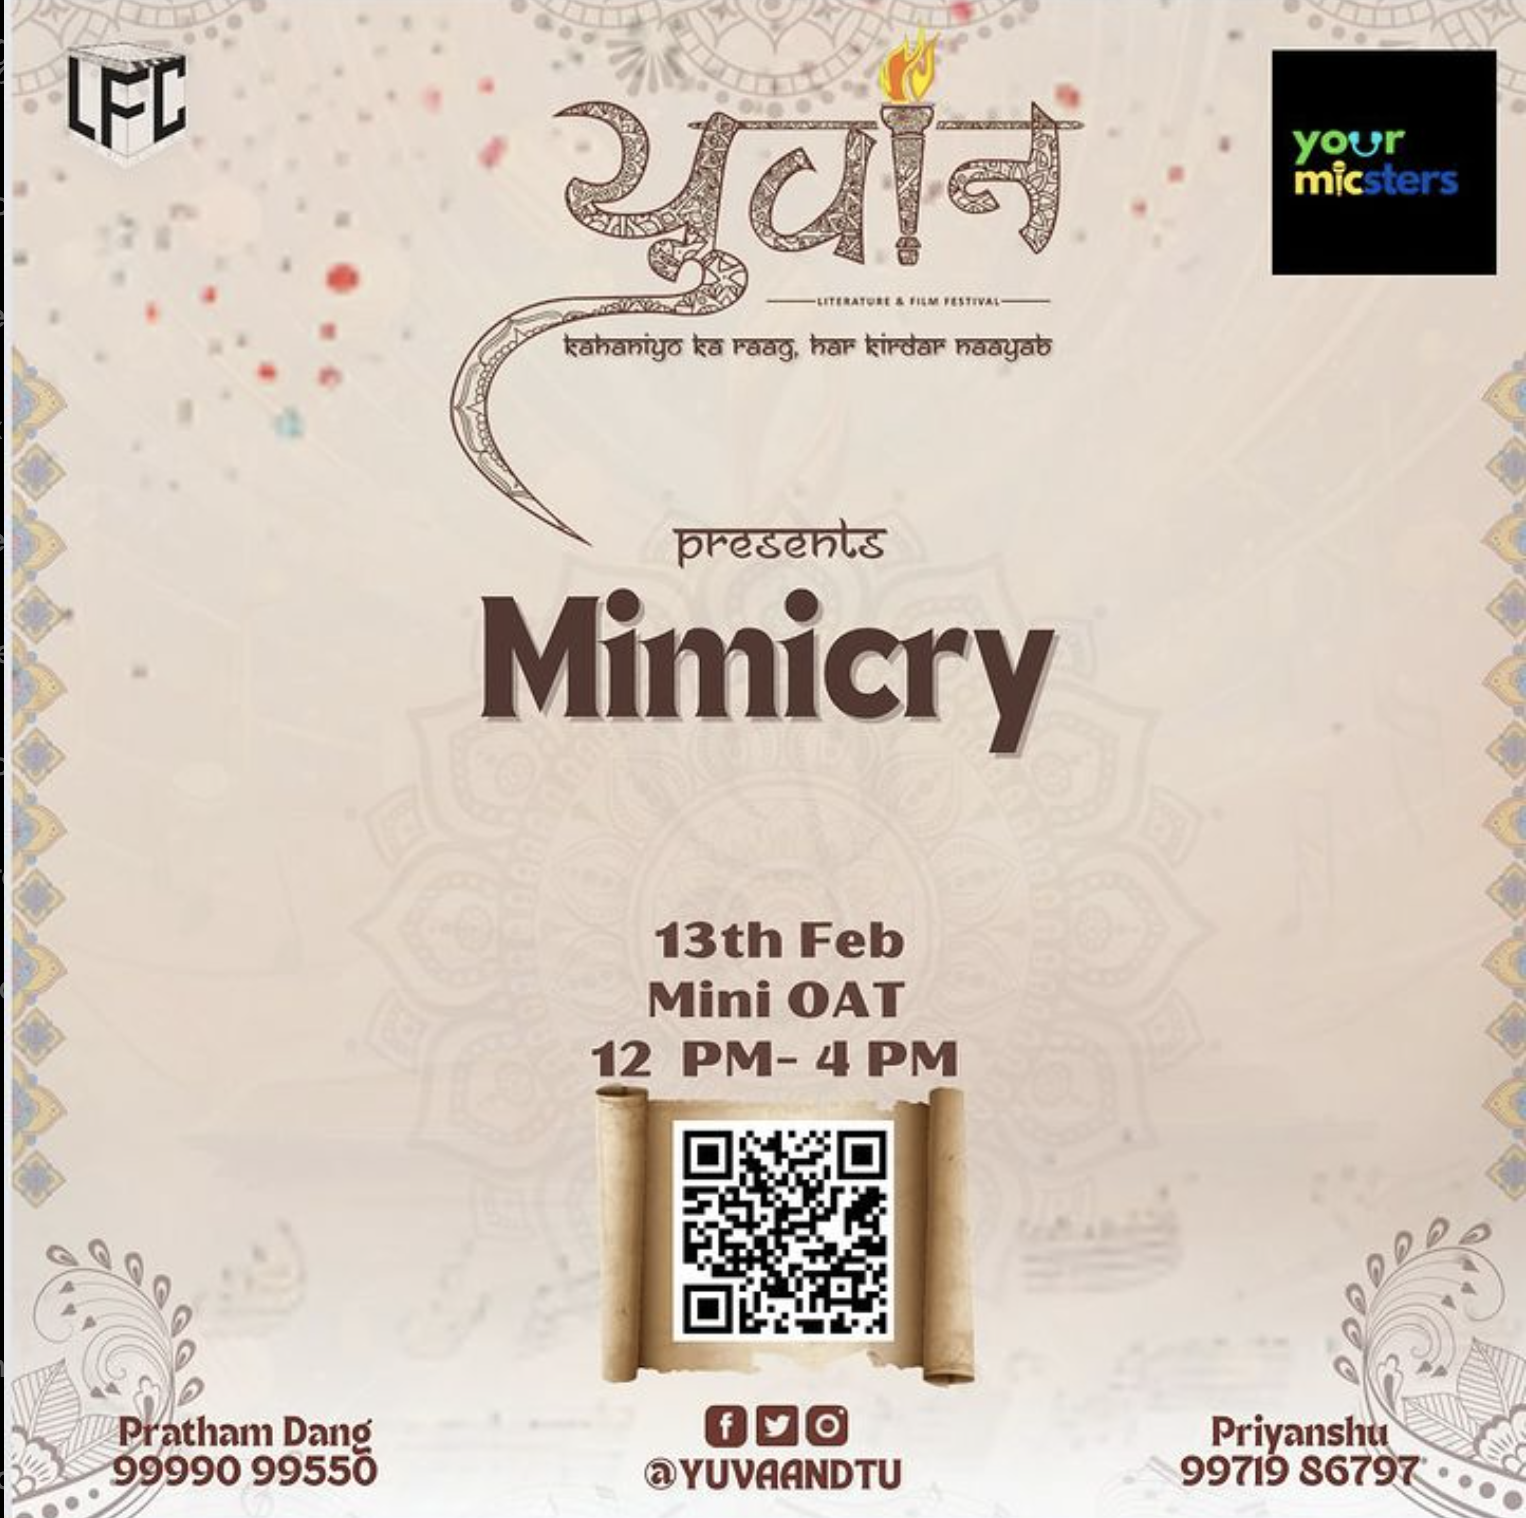 LFC
युवान
your
micsters
LITERATURE & FILM FESTIVAL
kahaniyo ka raag, har kirdar naayab
presents
Mimicry
13th Feb
Mini OAT
12 PM- 4 PM
@YUVAANDTU
Pratham Dang
99990 99550
Priyanshu
99719 86797